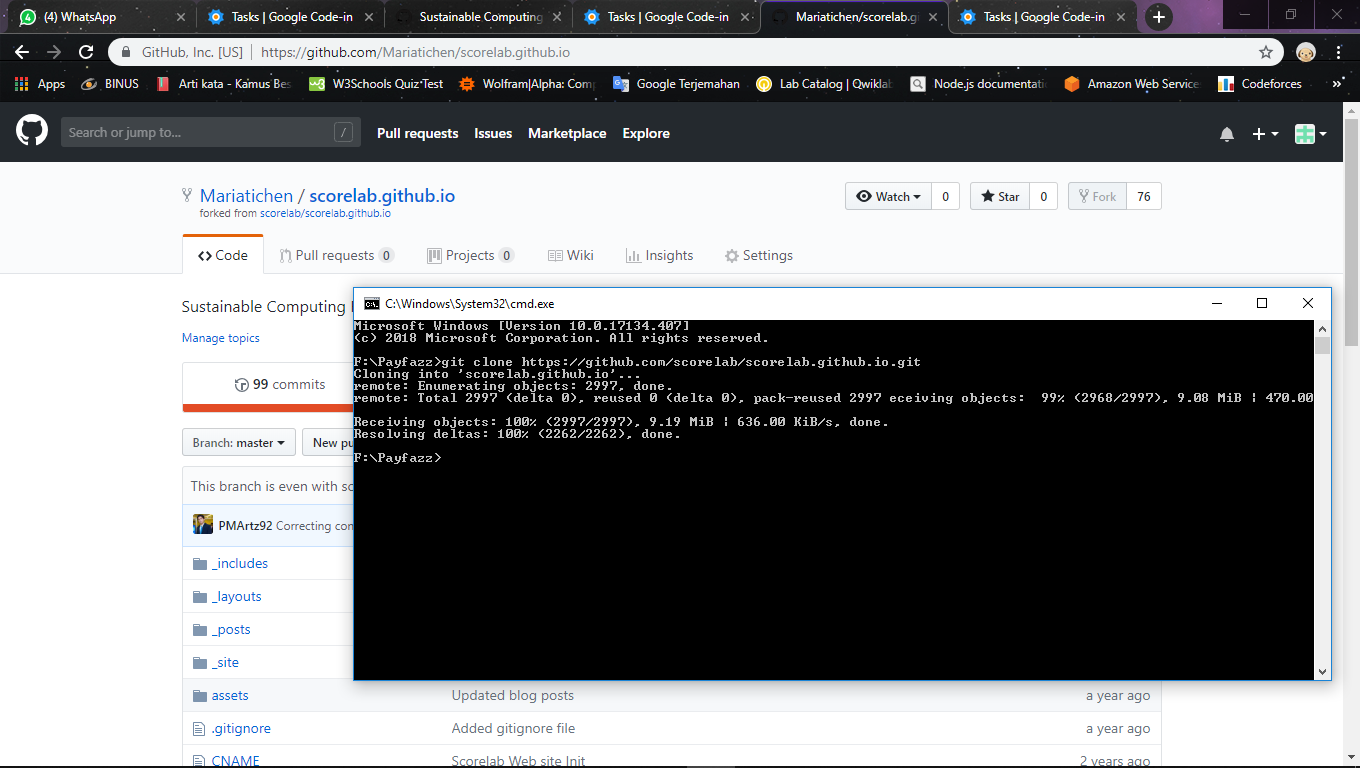 (4) WhatsApp
Tasks | Google Code-in
Sustainable Computing
Tasks | Google Code-in
Mariatichen/scorelab.g
Tasks | Google Code-in
GitHub, Inc. [US] | https://github.com/Mariatichen/scorelab.github.io
Apps
BINUS
Arti kata - Kamus Bes
W3Schools Quiz Test
Wolfram|Alpha: Com
Google Terjemahan
Lab Catalog | Qwiklab
Node.js documentati
Amazon Web Service
Codeforces
»
Search or jump to... /
Pull requests Issues Marketplace Explore
Mariatichen / scorelab.github.io
forked from scorelab/scorelab.github.io
Watch 0
Star 0
Fork 76
Code
Pull requests 0
Projects 0
Wiki
Insights
Settings
Sustainable Computing
Manage topics
99 commits
Branch: master
New pu
This branch is even with sc
PMArtz92 Correcting con
_includes
_layouts
_posts
_site
assets Updated blog posts a year ago
.gitignore Added gitignore file a year ago
CNAME Scorelab Web site Init 2 years ago
C:\Windows\System32\cmd.exe
Microsoft Windows [Version 10.0.17134.407]
(c) 2018 Microsoft Corporation. All rights reserved.
F:\Payfazz>git clone https://github.com/scorelab/scorelab.github.io.git
Cloning into 'scorelab.github.io'...
remote: Enumerating objects: 2997, done.
remote: Total 2997 (delta 0), reused 0 (delta 0), pack-reused 2997 eceiving objects:  99% (2968/2997), 9.08 MiB | 470.00
Receiving objects: 100% (2997/2997), 9.19 MiB | 636.00 KiB/s, done.
Resolving deltas: 100% (2262/2262), done.
F:\Payfazz>